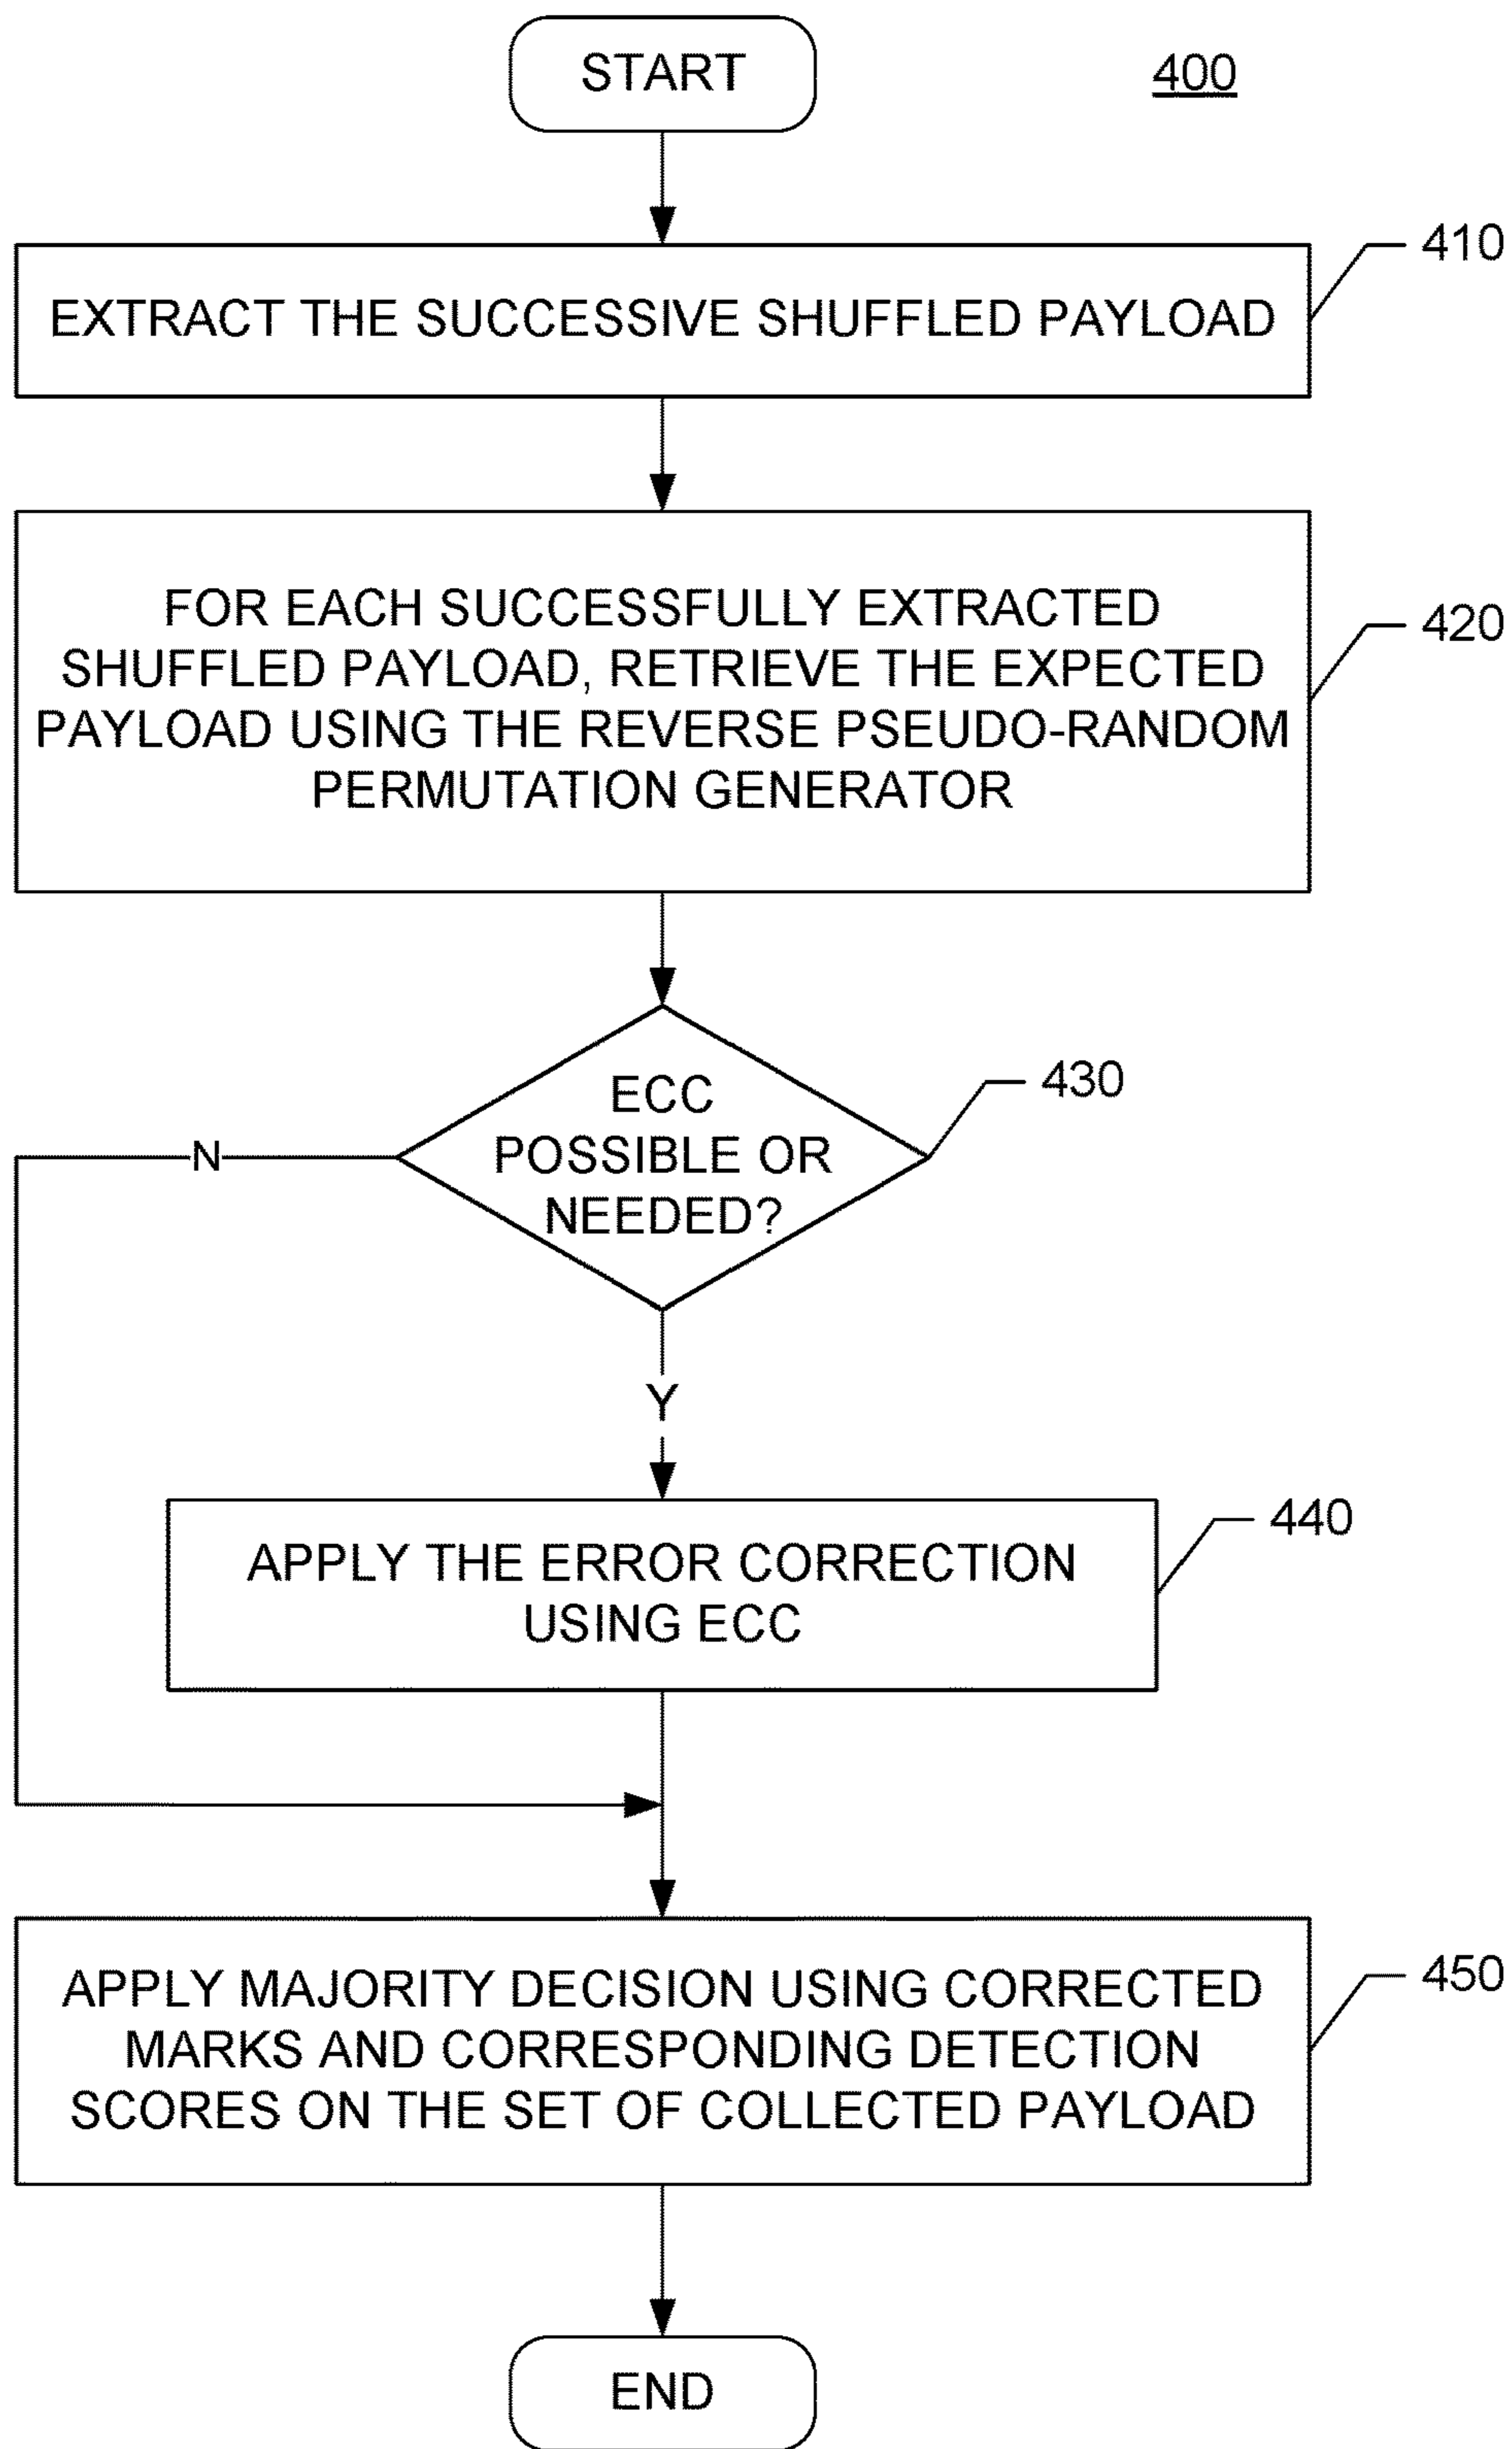 START
400
410
EXTRACT THE SUCCESSIVE SHUFFLED PAYLOAD
FOR EACH SUCCESSFULLY EXTRACTED
SHUFFLED PAYLOAD, RETRIEVE THE EXPECTED
PAYLOAD USING THE REVERSE PSEUDO-RANDOM
PERMUTATION GENERATOR
420
ECC
POSSIBLE OR
NEEDED?
430
N
Y
APPLY THE ERROR CORRECTION
USING ECC
440
APPLY MAJORITY DECISION USING CORRECTED
MARKS AND CORRESPONDING DETECTION
SCORES ON THE SET OF COLLECTED PAYLOAD
450
END